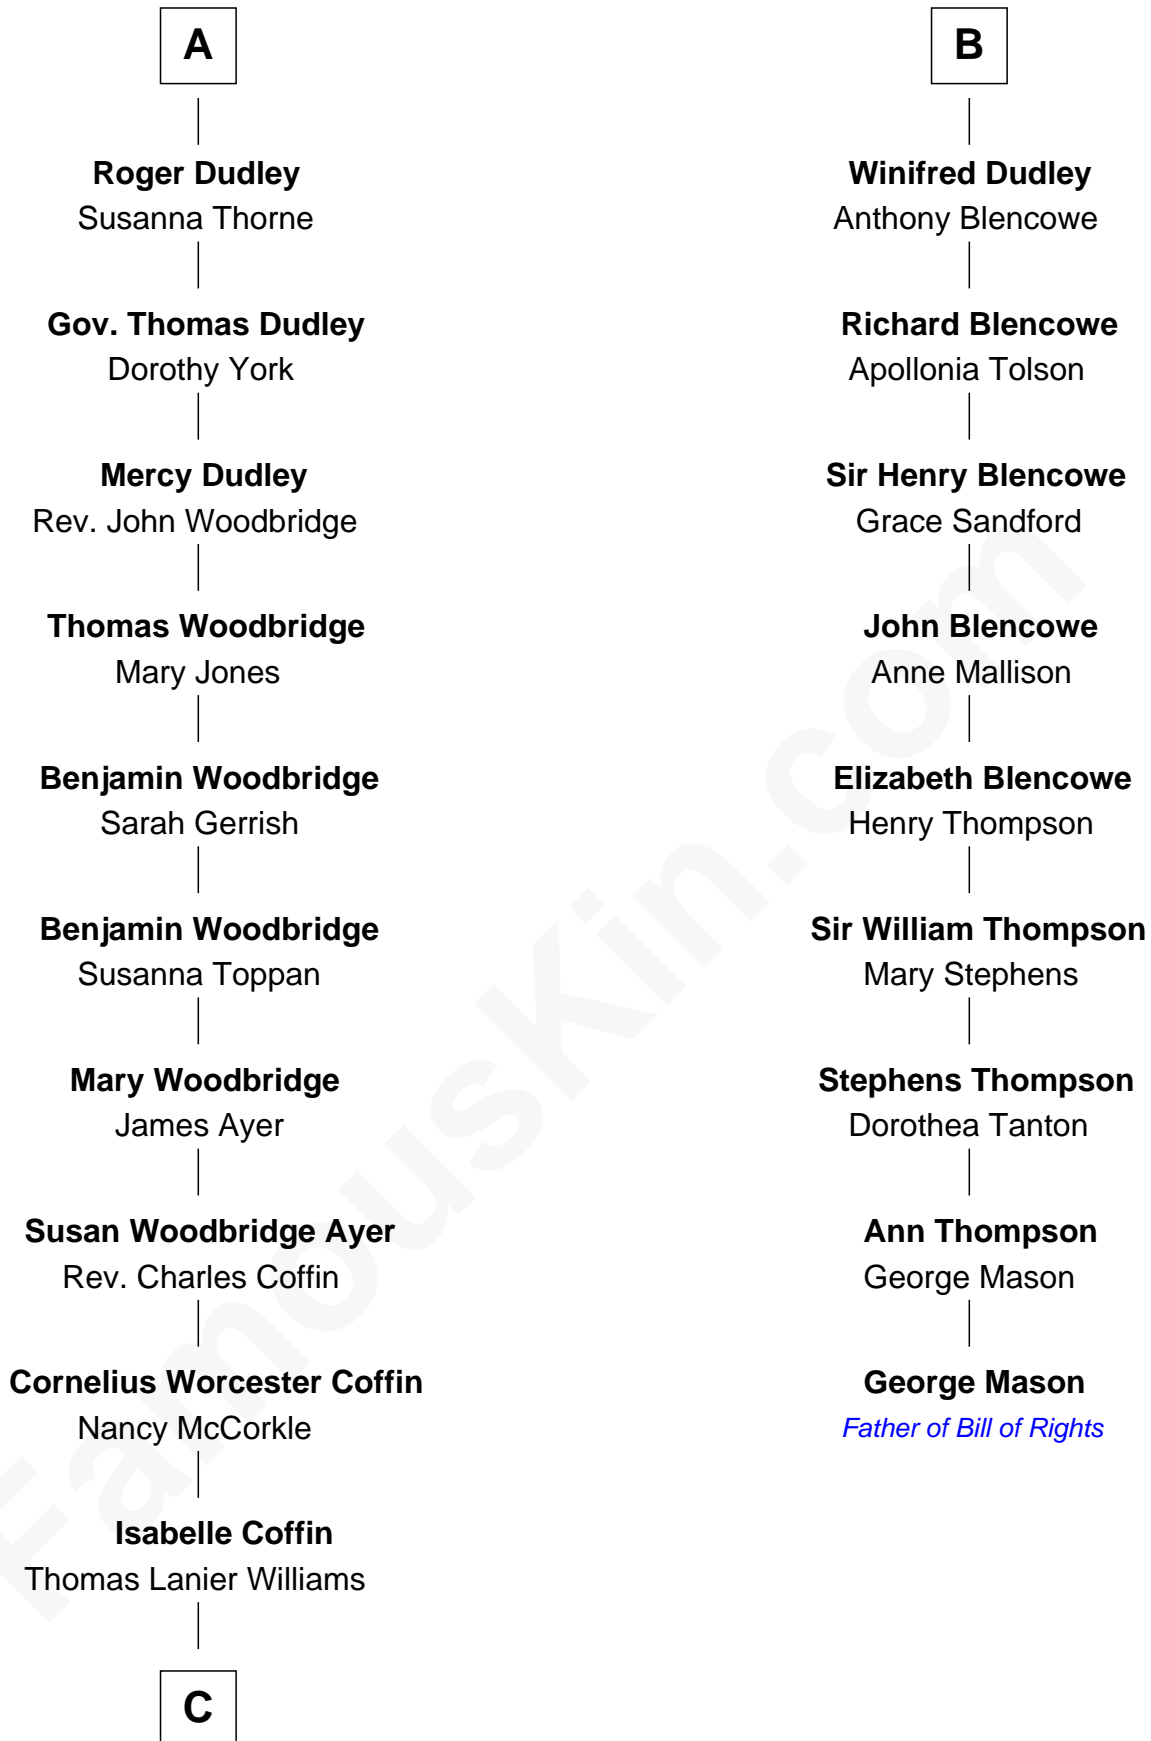 A
Roger Dudley
Susanna Thorne
Gov. Thomas Dudley
Dorothy York
Mercy Dudley
Rev. John Woodbridge
Thomas Woodbridge
Mary Jones
Benjamin Woodbridge
Sarah Gerrish
Benjamin Woodbridge
Susanna Toppan
Mary Woodbridge
James Ayer
Susan Woodbridge Ayer
Rev. Charles Coffin
Cornelius Worcester Coffin
Nancy McCorkle
Isabelle Coffin
Thomas Lanier Williams
C
B
Winifred Dudley
Anthony Blencowe
Richard Blencowe
Apollonia Tolson
Sir Henry Blencowe
Grace Sandford
John Blencowe
Anne Mallison
Elizabeth Blencowe
Henry Thompson
Sir William Thompson
Mary Stephens
Stephens Thompson
Dorothea Tanton
Ann Thompson
George Mason
George Mason
Father of Bill of Rights
FamousKin.com